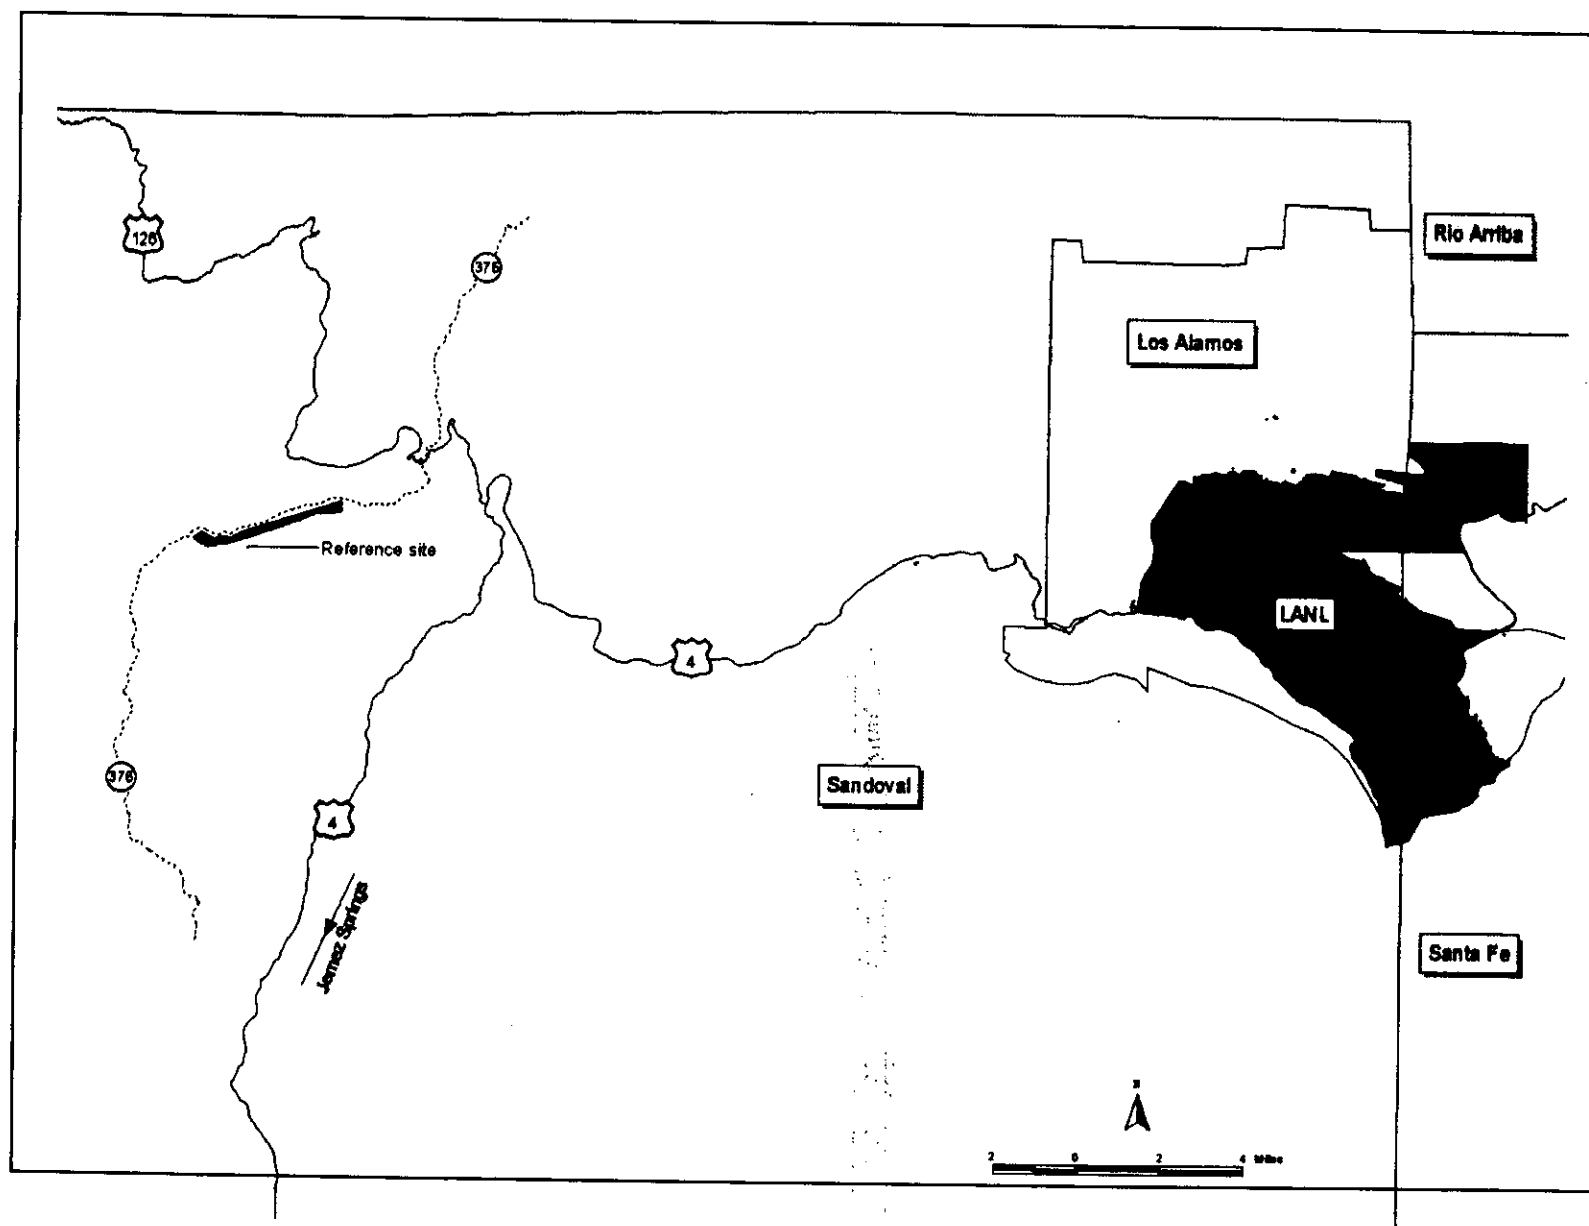 126
376
Rio Arriba
Los Alamos
Reference site
LANL
4
376
Sandoval
4
Jemez Springs
Santa Fe
N
2 0 2 4 Miles